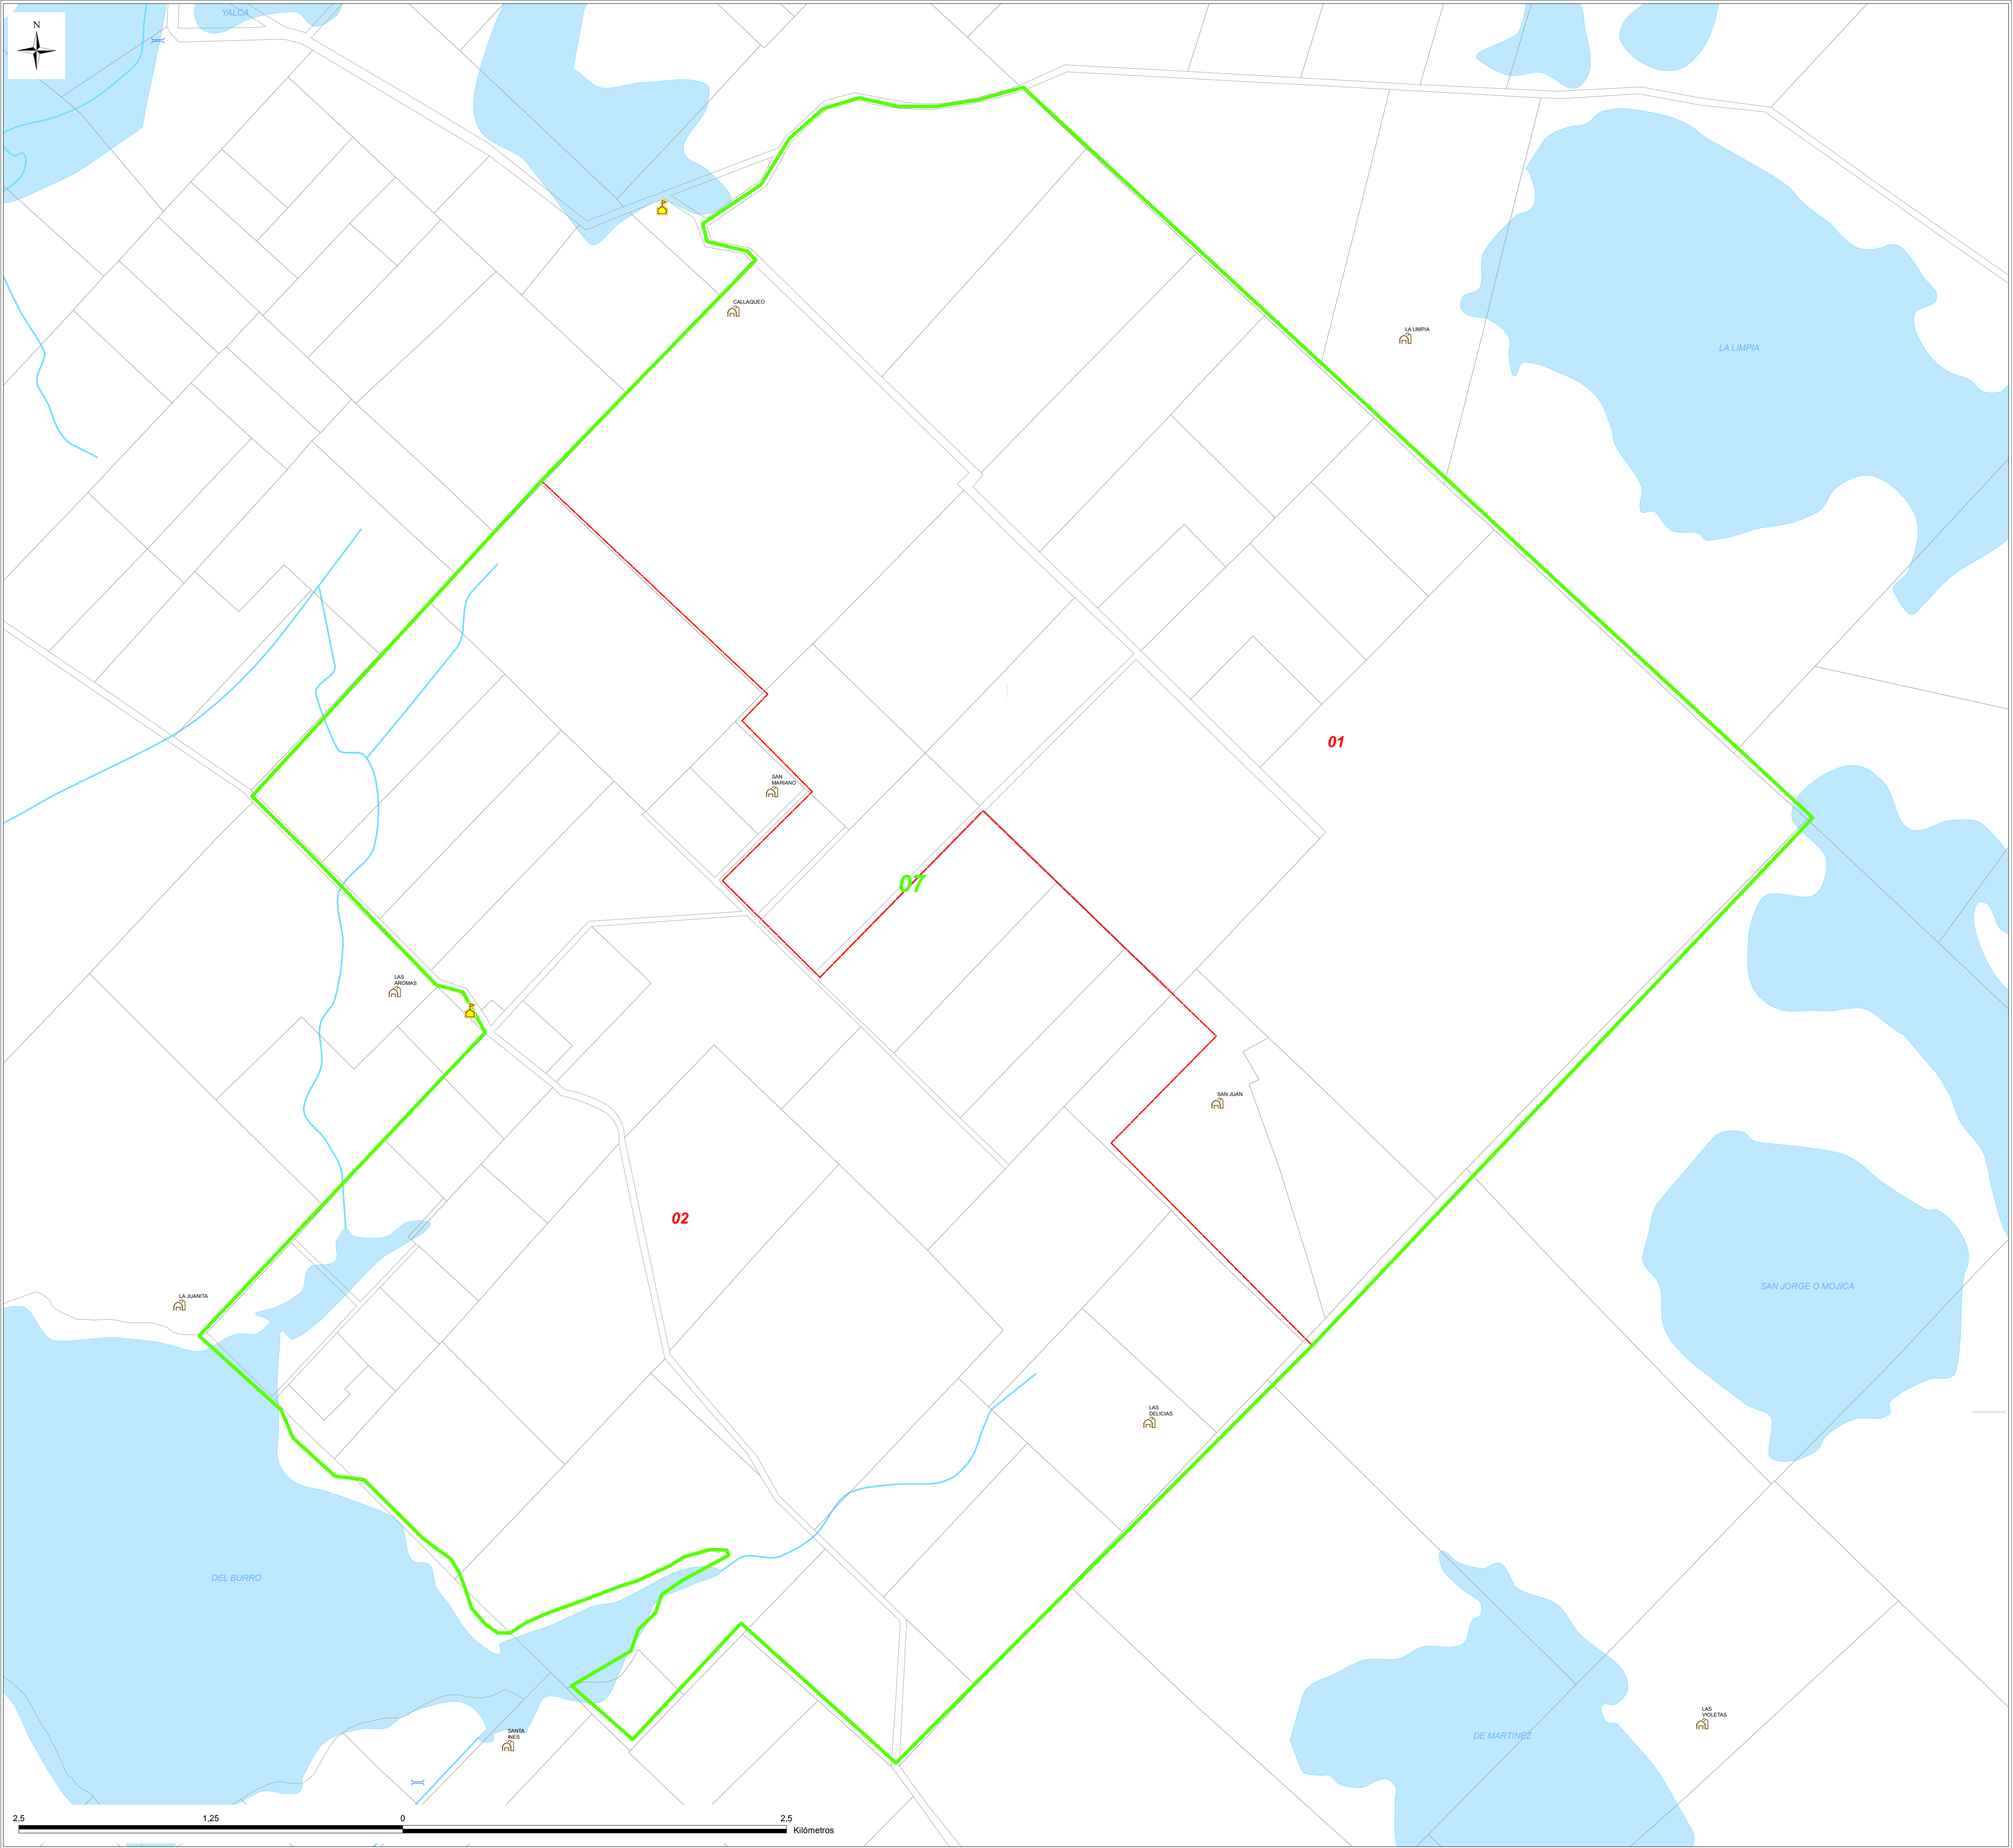 YALCA
N
CALLAQUEO
LA LIMPIA
LA LIMPIA
01
SAN
MARIANO
07
LAS
AROMAS
SAN JUAN
02
SAN JORGE O MOJICA
LA JUANITA
LAS
DELICIAS
DEL BURRO
LAS
VIOLETAS
SANTA
INES
DE MARTINEZ
2,5 1,25 0 2,5
Kilómetros